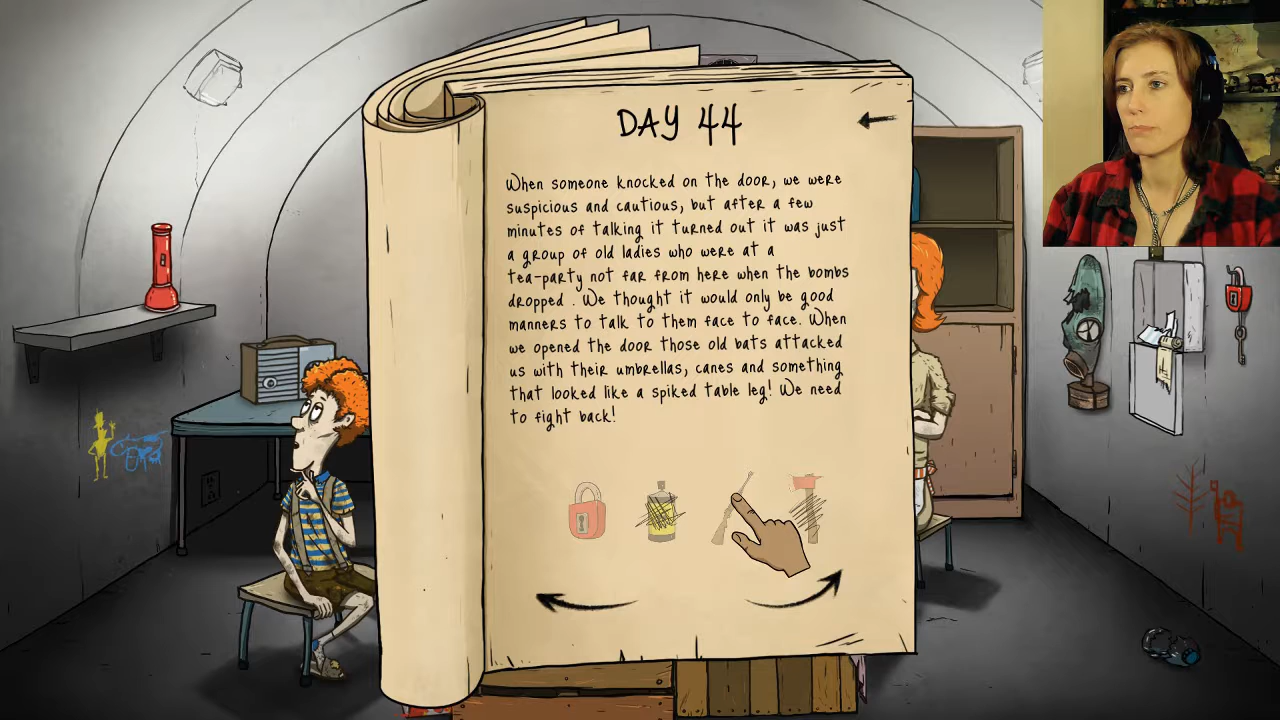 DAY 44
When someone knocked on the door, we were
suspicious and cautious, but after a few
minutes of talking it turned out it was just
a group of old ladies who were at a
tea-party not far from here when the bombs
dropped . We thought it would only be good
manners to talk to them face to face. When
we opened the door those old bats attacked
us with their umbrellas, canes and something
that looked like a spiked table leg! We need
to fight back!